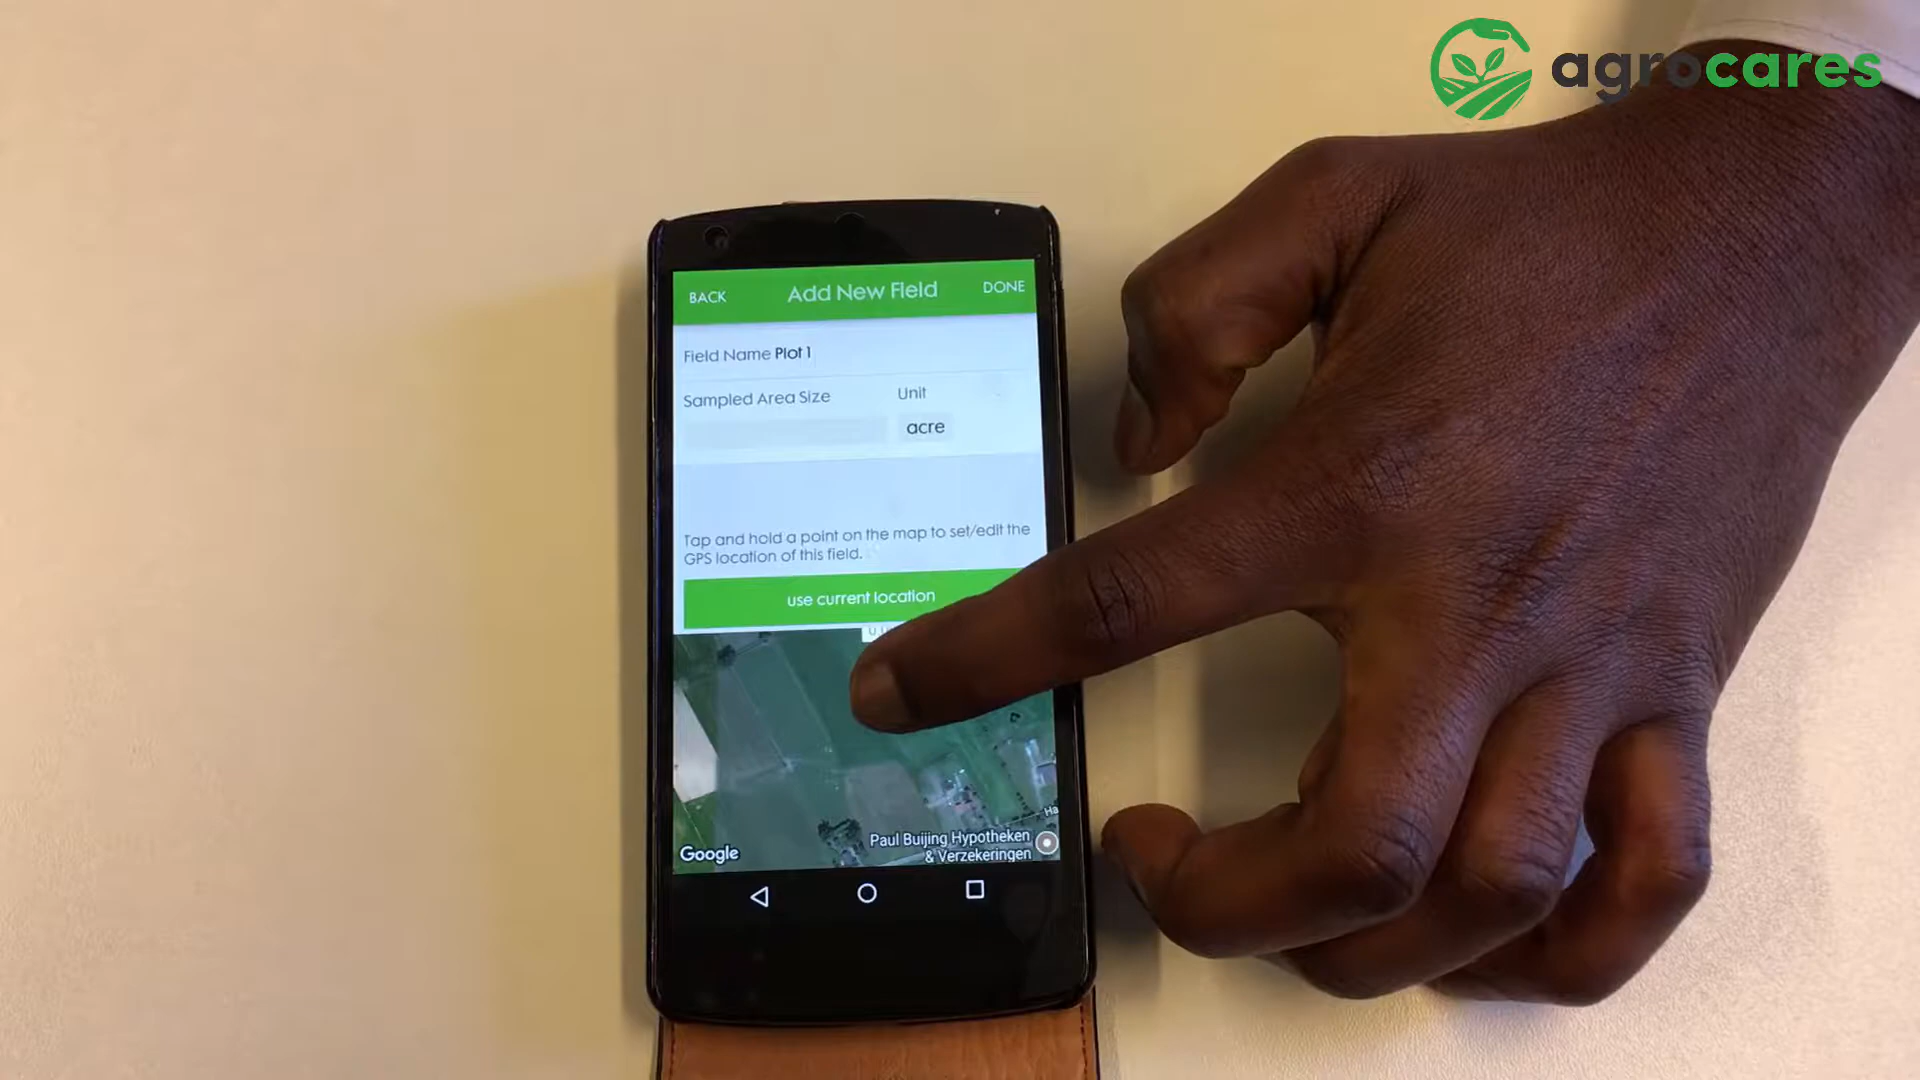 agrocares
BACK
Add New Field
DONE
Field Name Plot 1
Sampled Area Size
Unit
acre
Tap and hold a point on the map to set/edit the
GPS location of this field.
use current location
Paul Buijing Hypotheken
& Verzekeringen
Google